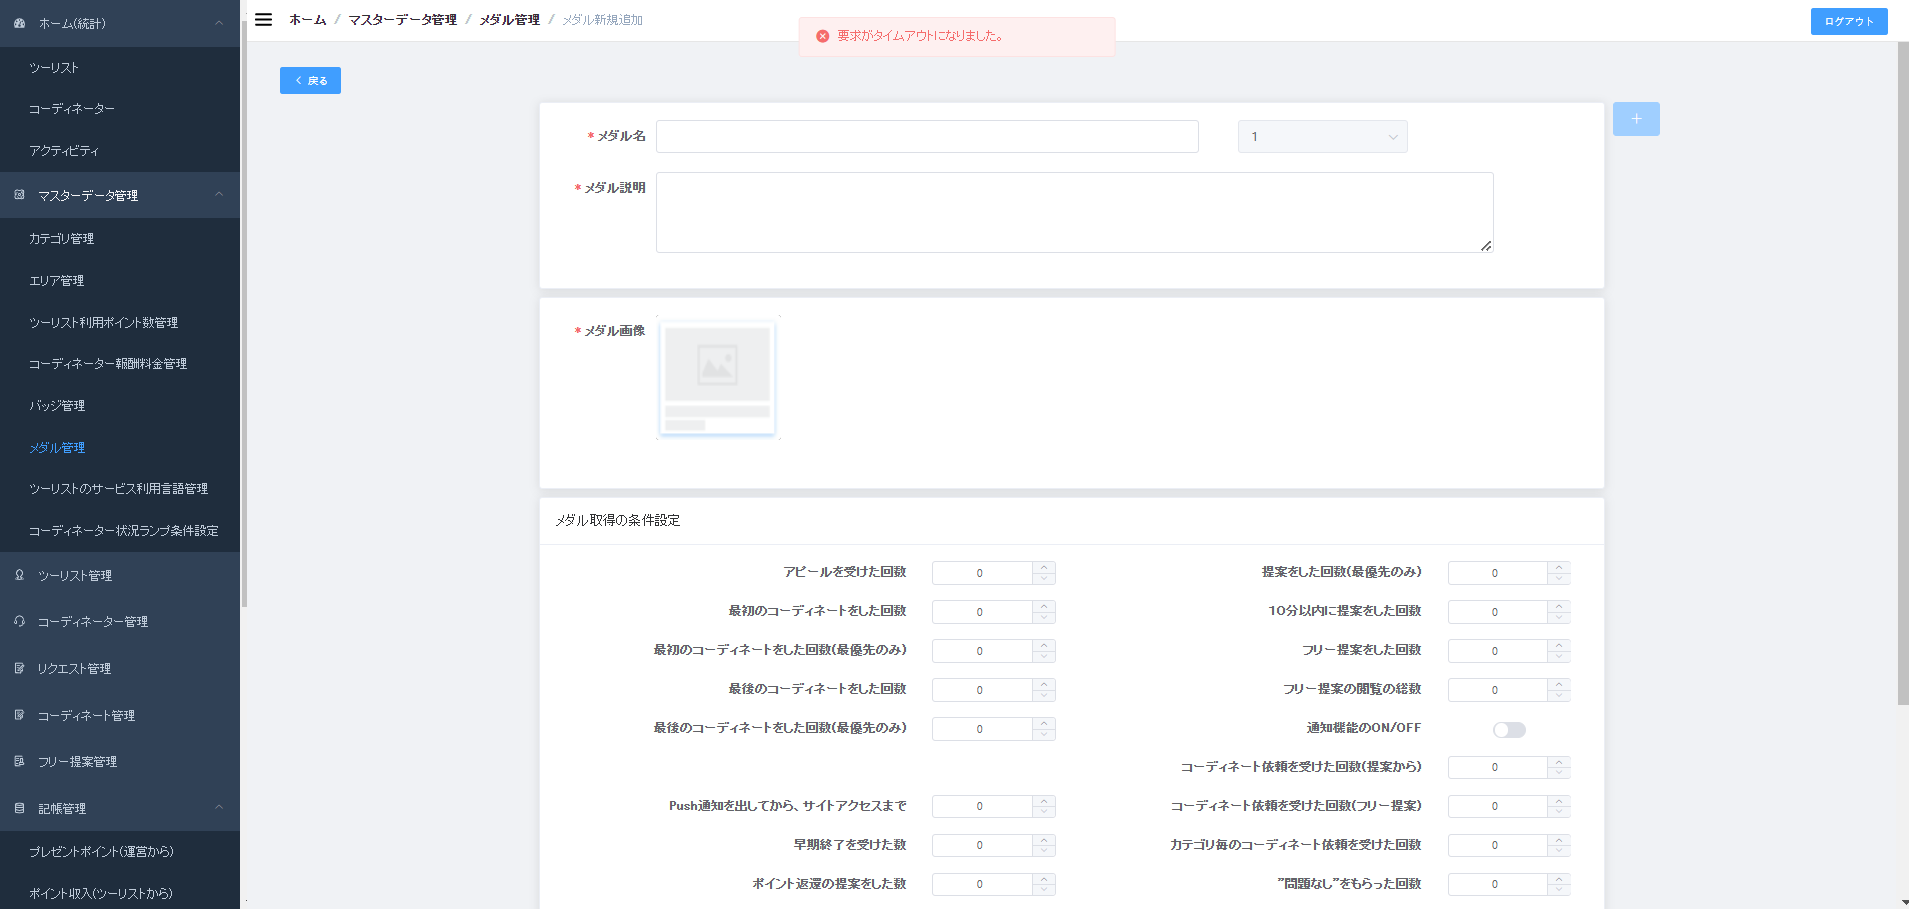 ホーム(統計)
ツーリスト
コーディネーター
アクティビティ
マスターデータ管理
カテゴリ管理
エリア管理
ツーリスト利用ポイント数管理
コーディネーター報酬料金管理
バッジ管理
メダル管理
ツーリストのサービス利用言語管理
コーディネーター状況ランプ条件設定
ツーリスト管理
コーディネーター管理
リクエスト管理
コーディネート管理
フリー提案管理
記帳管理
プレゼントポイント(運営から)
ポイント収入(ツーリストから)
ホーム / マスターデータ管理 / メダル管理 / メダル新規追加
要求がタイムアウトになりました。
ログアウト
戻る
*メダル名
1
*メダル説明
*メダル画像
メダル取得の条件設定
アピールを受けた回数 0
提案をした回数(最優先のみ) 0
最初のコーディネートをした回数 0
10分以内に提案をした回数 0
最初のコーディネートをした回数(最優先のみ) 0
フリー提案をした回数 0
最後のコーディネートをした回数 0
フリー提案の閲覧の総数 0
最後のコーディネートをした回数(最優先のみ) 0
通知機能のON/OFF
コーディネート依頼を受けた回数(提案から) 0
Push通知を出してから、サイトアクセスまで 0
コーディネート依頼を受けた回数(フリー提案) 0
早期終了を受けた数 0
カテゴリ毎のコーディネート依頼を受けた回数 0
ポイント返還の提案をした数 0
”問題なし”をもらった回数 0